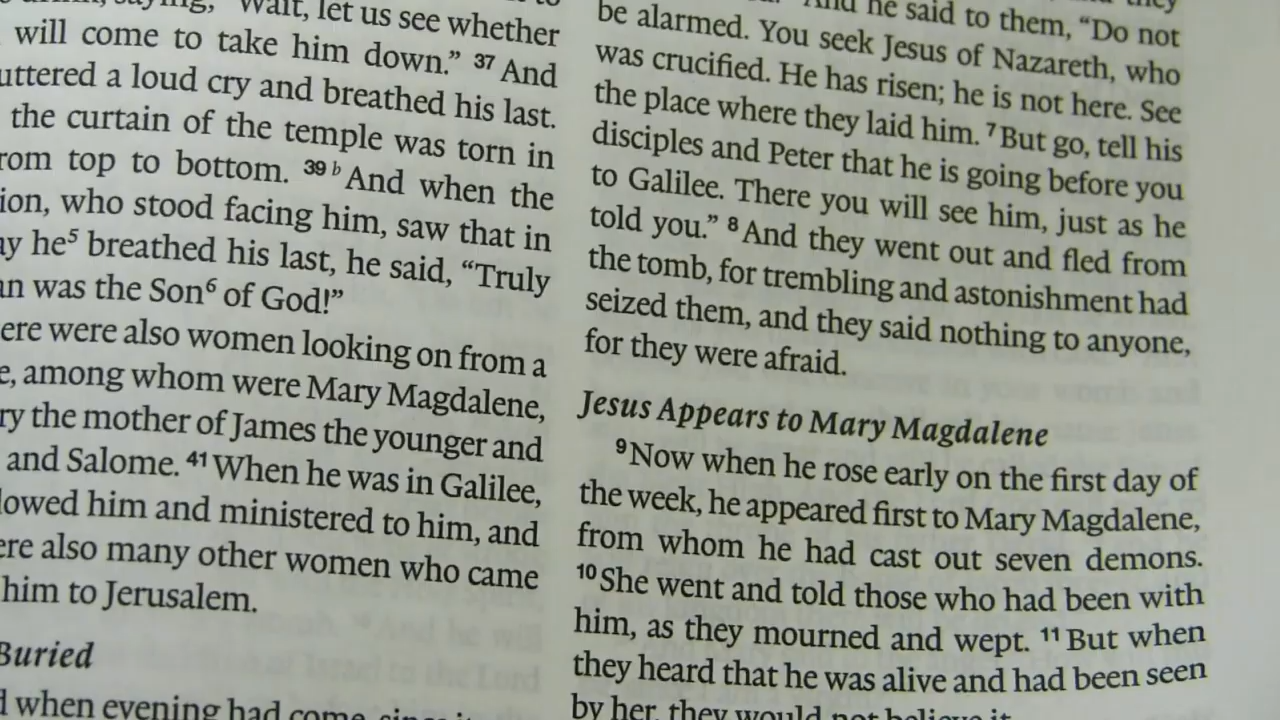 "Wait, let us see whether
will come to take him down." 37 And
uttered a loud cry and breathed his last.
the curtain of the temple was torn in
rom top to bottom. 39 b And when the
ion, who stood facing him, saw that in
ay he5 breathed his last, he said, "Truly
an was the Son6 of God!"
ere were also women looking on from a
e, among whom were Mary Magdalene,
ry the mother of James the younger and
and Salome. 41 When he was in Galilee,
lowed him and ministered to him, and
ere also many other women who came
him to Jerusalem.
Buried
d when evening had come,
And he said to them, "Do not
be alarmed. You seek Jesus of Nazareth, who
was crucified. He has risen; he is not here. See
the place where they laid him. 7 But go, tell his
disciples and Peter that he is going before you
to Galilee. There you will see him, just as he
told you." 8 And they went out and fled from
the tomb, for trembling and astonishment had
seized them, and they said nothing to anyone,
for they were afraid.
Jesus Appears to Mary Magdalene
9 Now when he rose early on the first day of
the week, he appeared first to Mary Magdalene,
from whom he had cast out seven demons.
10 She went and told those who had been with
him, as they mourned and wept. 11 But when
they heard that he was alive and had been seen
by her, they would not believe it.